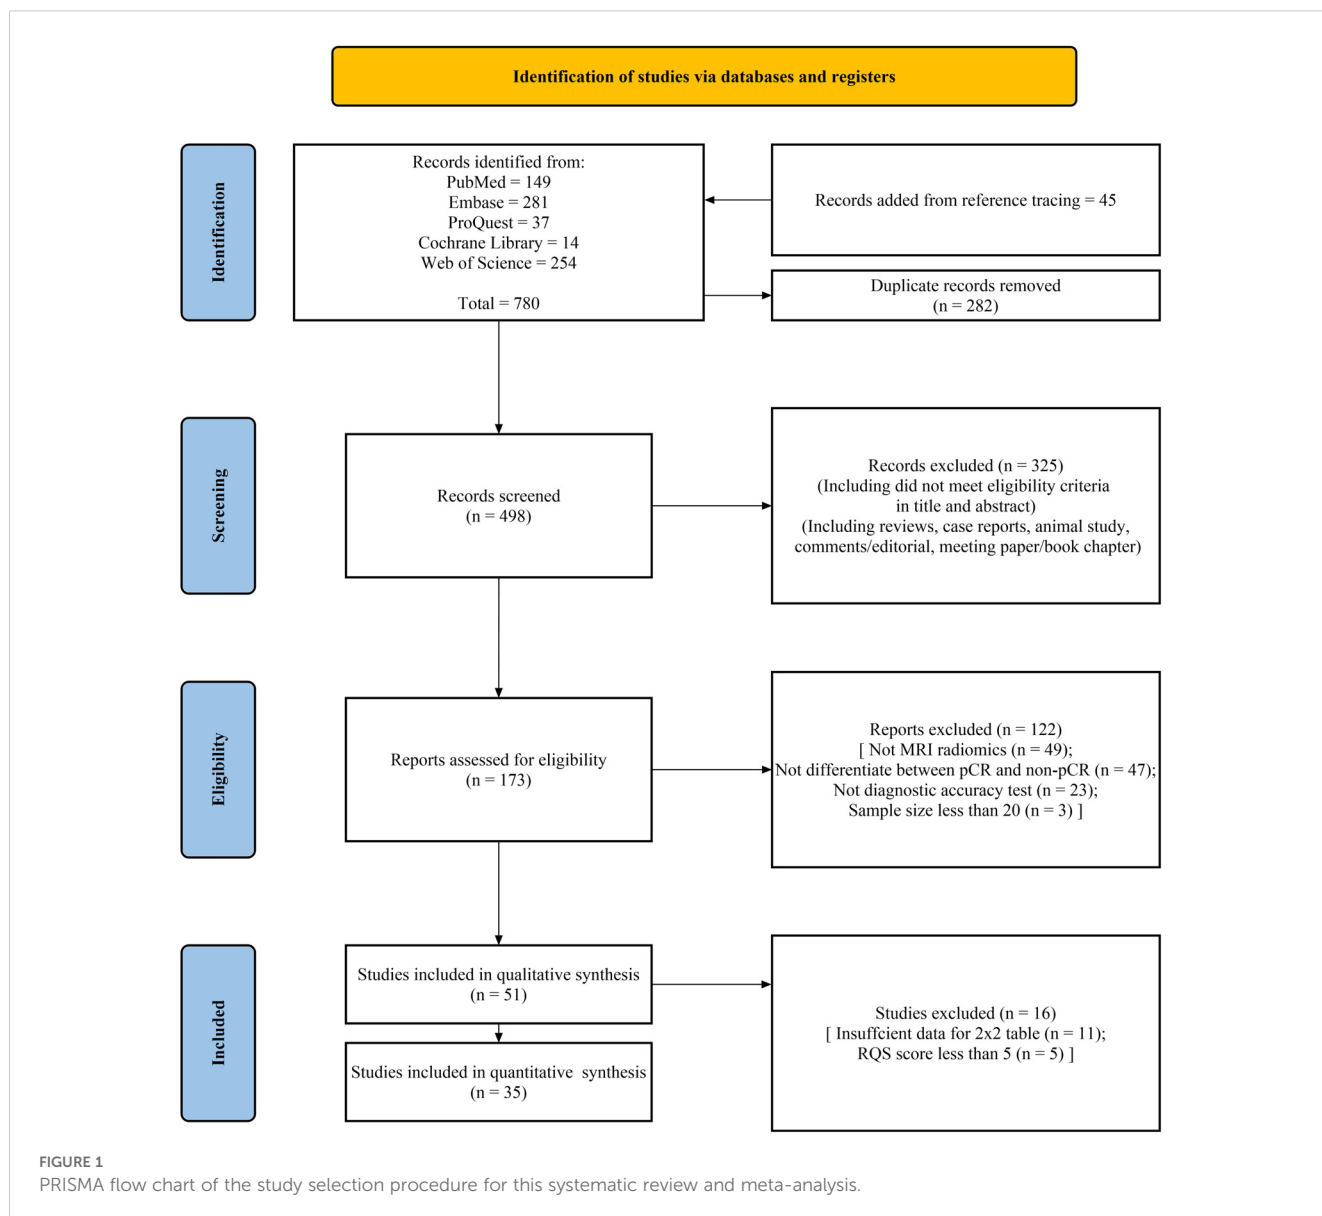 Identification of studies via databases and registers
Identification
Records identified from:
PubMed = 149
Embase = 281
ProQuest = 37
Cochrane Library = 14
Web of Science = 254
Total = 780
Records added from reference tracing = 45
Duplicate records removed
(n = 282)
Screening
Records screened
(n = 498)
Records excluded (n = 325)
(Including did not meet eligibility criteria
in title and abstract)
(Including reviews, case reports, animal study,
comments/editorial, meeting paper/book chapter)
Eligibility
Reports assessed for eligibility
(n = 173)
Reports excluded (n = 122)
[ Not MRI radiomics (n = 49);
Not differentiate between pCR and non-pCR (n = 47);
Not diagnostic accuracy test (n = 23);
Sample size less than 20 (n = 3) ]
Included
Studies included in qualitative synthesis
(n = 51)
Studies included in quantitative synthesis
(n = 35)
Studies excluded (n = 16)
[ Insuffcient data for 2x2 table (n = 11);
RQS score less than 5 (n = 5) ]
FIGURE 1
PRISMA flow chart of the study selection procedure for this systematic review and meta-analysis.